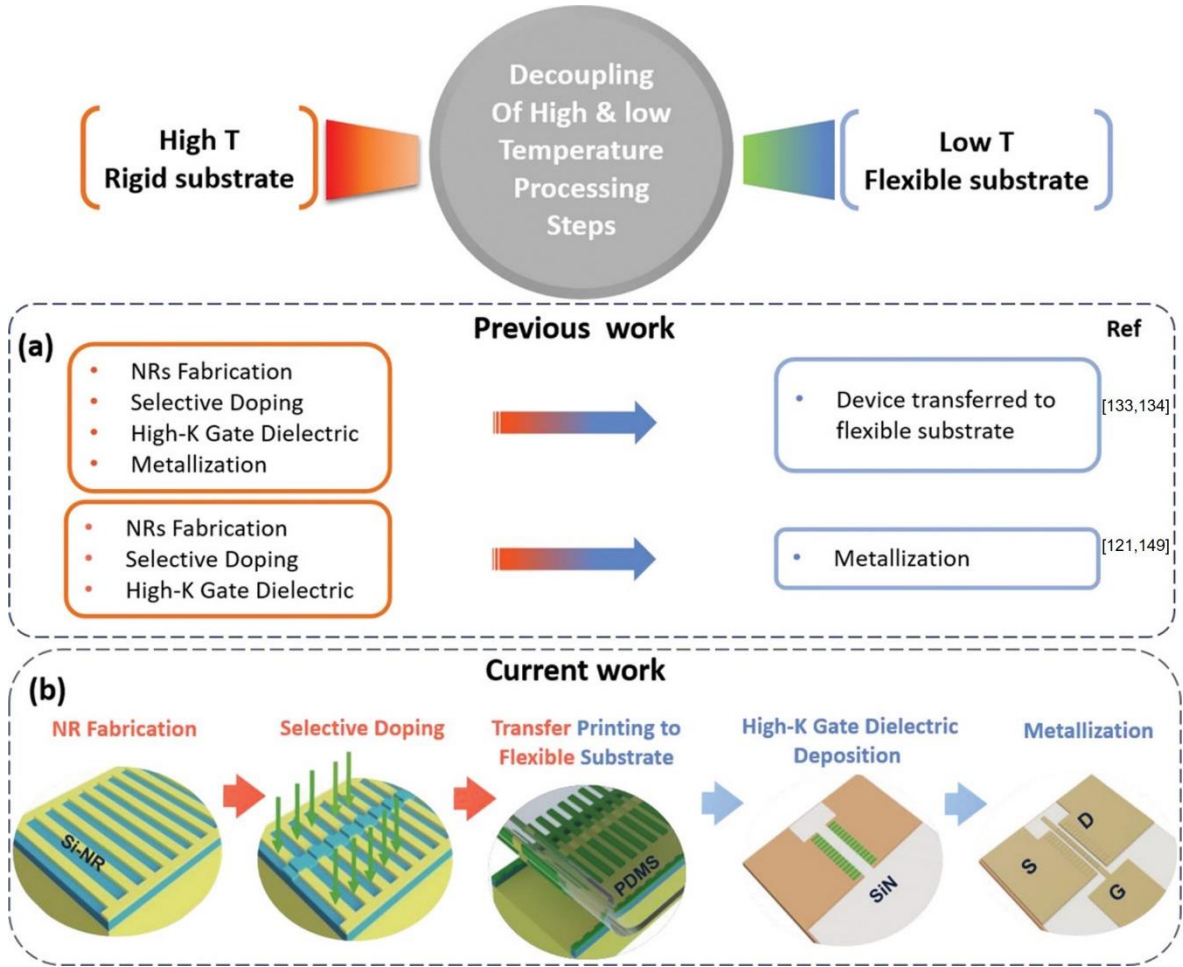 Decoupling
Of High & low
Temperature
Processing
Steps
High T
Rigid substrate
Low T
Flexible substrate
Previous work
Ref
(a)
• NRs Fabrication
• Selective Doping
• High-K Gate Dielectric
• Metallization
• Device transferred to
flexible substrate
[133,134]
• NRs Fabrication
• Selective Doping
• High-K Gate Dielectric
• Metallization
[121,149]
Current work
(b)
NR Fabrication
Selective Doping
Transfer Printing to
Flexible Substrate
High-K Gate Dielectric
Deposition
Metallization
Si-NR
PDMS
SiN
D
S
G